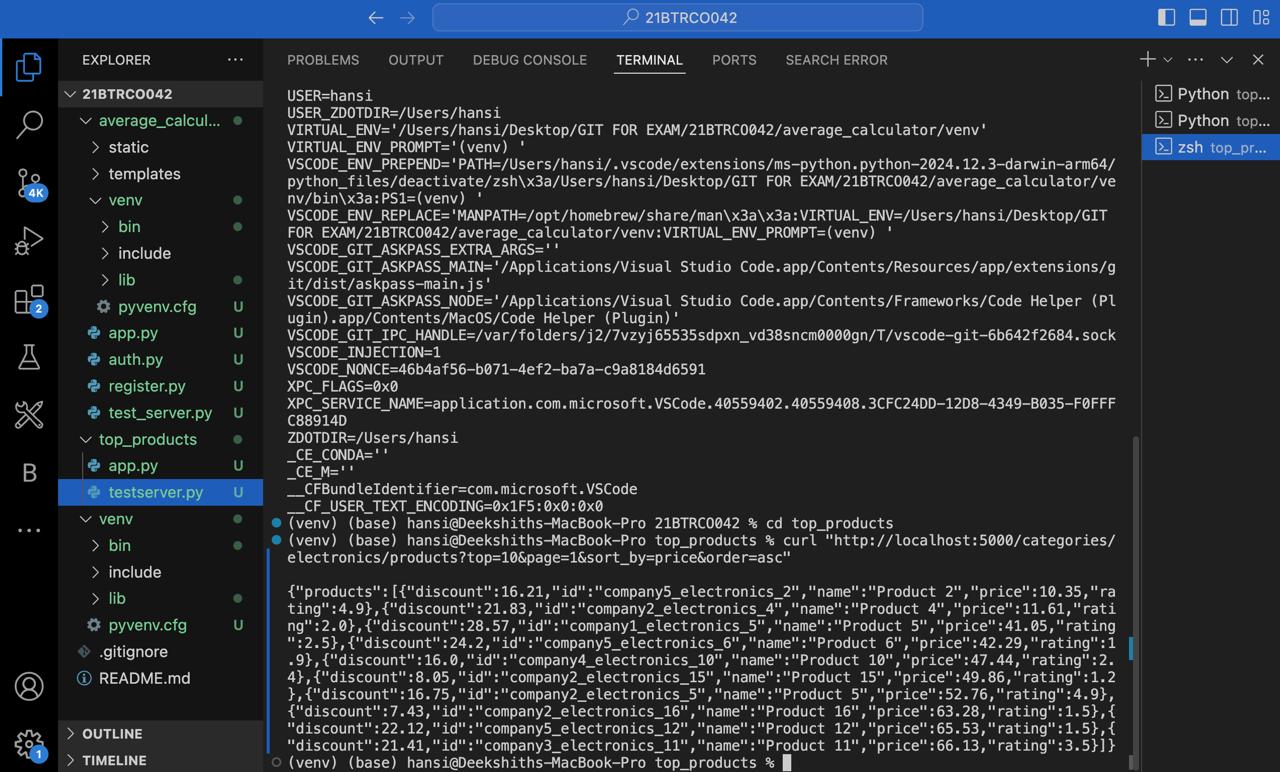 21BTRCO042
EXPLORER
21BTRCO042
average_calcul...
static
templates
venv
bin
include
lib
pyvenv.cfg U
app.py U
auth.py U
register.py U
test_server.py U
top_products
app.py U
testserver.py U
venv
bin
include
lib
pyvenv.cfg U
.gitignore
README.md
OUTLINE
TIMELINE
4K
2
B
1
PROBLEMS OUTPUT DEBUG CONSOLE TERMINAL PORTS SEARCH ERROR
USER=hansi
USER_ZDOTDIR=/Users/hansi
VIRTUAL_ENV='/Users/hansi/Desktop/GIT FOR EXAM/21BTRCO042/average_calculator/venv'
VIRTUAL_ENV_PROMPT='(venv) '
VSCODE_ENV_PREPEND='PATH=/Users/hansi/.vscode/extensions/ms-python.python-2024.12.3-darwin-arm64/
python_files/deactivate/zsh\x3a/Users/hansi/Desktop/GIT FOR EXAM/21BTRCO042/average_calculator/ve
nv/bin\x3a:PS1=(venv) '
VSCODE_ENV_REPLACE='MANPATH=/opt/homebrew/share/man\x3a\x3a:VIRTUAL_ENV=/Users/hansi/Desktop/GIT
FOR EXAM/21BTRCO042/average_calculator/venv:VIRTUAL_ENV_PROMPT=(venv) '
VSCODE_GIT_ASKPASS_EXTRA_ARGS=''
VSCODE_GIT_ASKPASS_MAIN='/Applications/Visual Studio Code.app/Contents/Resources/app/extensions/g
it/dist/askpass-main.js'
VSCODE_GIT_ASKPASS_NODE='/Applications/Visual Studio Code.app/Contents/Frameworks/Code Helper (Pl
ugin).app/Contents/MacOS/Code Helper (Plugin)'
VSCODE_GIT_IPC_HANDLE=/var/folders/j2/7vzyj65535sdpxn_vd38sncm0000gn/T/vscode-git-6b642f2684.sock
VSCODE_INJECTION=1
VSCODE_NONCE=46b4af56-b071-4ef2-ba7a-c9a8184d6591
XPC_FLAGS=0x0
XPC_SERVICE_NAME=application.com.microsoft.VSCode.40559402.40559408.3CFC24DD-12D8-4349-B035-F0FFF
C88914D
ZDOTDIR=/Users/hansi
_CE_CONDA=''
_CE_M=''
__CFBundleIdentifier=com.microsoft.VSCode
__CF_USER_TEXT_ENCODING=0x1F5:0x0:0x0
(venv) (base) hansi@Deekshiths-MacBook-Pro 21BTRCO042 % cd top_products
(venv) (base) hansi@Deekshiths-MacBook-Pro top_products % curl "http://localhost:5000/categories/
electronics/products?top=10&page=1&sort_by=price&order=asc"
{"products":[{"discount":16.21,"id":"company5_electronics_2","name":"Product 2","price":10.35,"ra
ting":4.9},{"discount":21.83,"id":"company2_electronics_4","name":"Product 4","price":11.61,"rati
ng":2.0},{"discount":28.57,"id":"company1_electronics_5","name":"Product 5","price":41.05,"rating
":2.5},{"discount":24.2,"id":"company5_electronics_6","name":"Product 6","price":42.29,"rating":1
.9},{"discount":16.0,"id":"company4_electronics_10","name":"Product 10","price":47.44,"rating":2.
4},{"discount":8.05,"id":"company2_electronics_15","name":"Product 15","price":49.86,"rating":1.2
},{"discount":16.75,"id":"company2_electronics_5","name":"Product 5","price":52.76,"rating":4.9},
{"discount":7.43,"id":"company2_electronics_16","name":"Product 16","price":63.28,"rating":1.5},{
"discount":22.12,"id":"company5_electronics_12","name":"Product 12","price":65.53,"rating":1.5},{
"discount":21.41,"id":"company3_electronics_11","name":"Product 11","price":66.13,"rating":3.5}]}
(venv) (base) hansi@Deekshiths-MacBook-Pro top_products %
Python top...
Python top...
zsh top_pr...